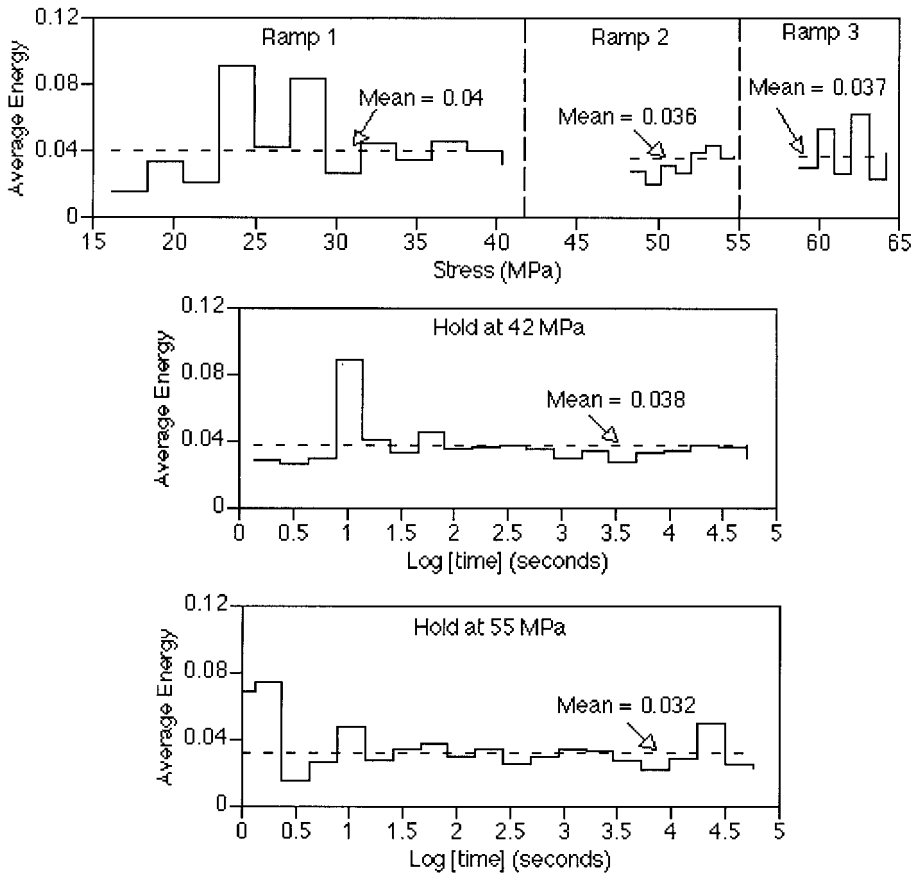 0.12
Ramp 1
Ramp 2
Ramp 3
0.08
Mean = 0.04
Mean = 0.036
Mean = 0.037
0.04
0
Average Energy
15 20 25 30 35 40 45 50 55 60 65
Stress (MPa)
0.12
Hold at 42 MPa
0.08
Mean = 0.038
0.04
0
Average Energy
0 0.5 1 1.5 2 2.5 3 3.5 4 4.5 5
Log [time] (seconds)
0.12
Hold at 55 MPa
0.08
Mean = 0.032
0.04
0
Average Energy
0 0.5 1 1.5 2 2.5 3 3.5 4 4.5 5
Log [time] (seconds)